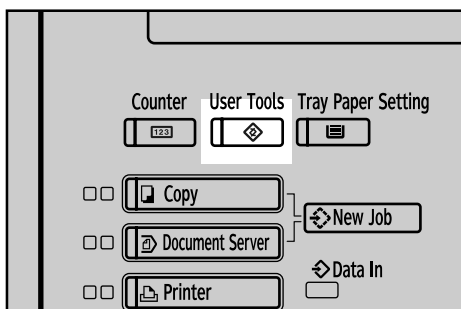 Counter User Tools Tray Paper Setting
123
Copy
New Job
Document Server
Data In
Printer